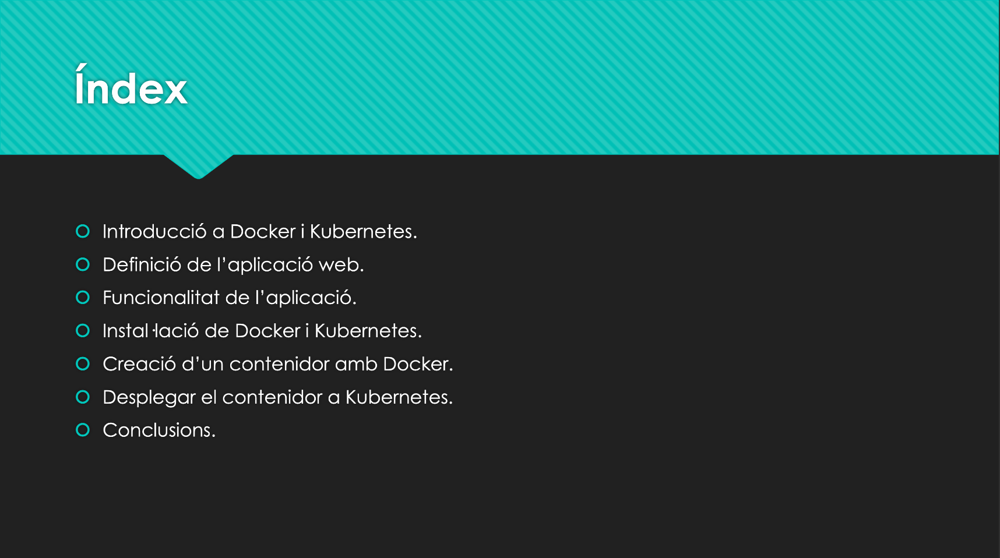 Índex
Introducció a Docker i Kubernetes.
Definició de l’aplicació web.
Funcionalitat de l’aplicació.
Instal·lació de Docker i Kubernetes.
Creació d’un contenidor amb Docker.
Desplegar el contenidor a Kubernetes.
Conclusions.